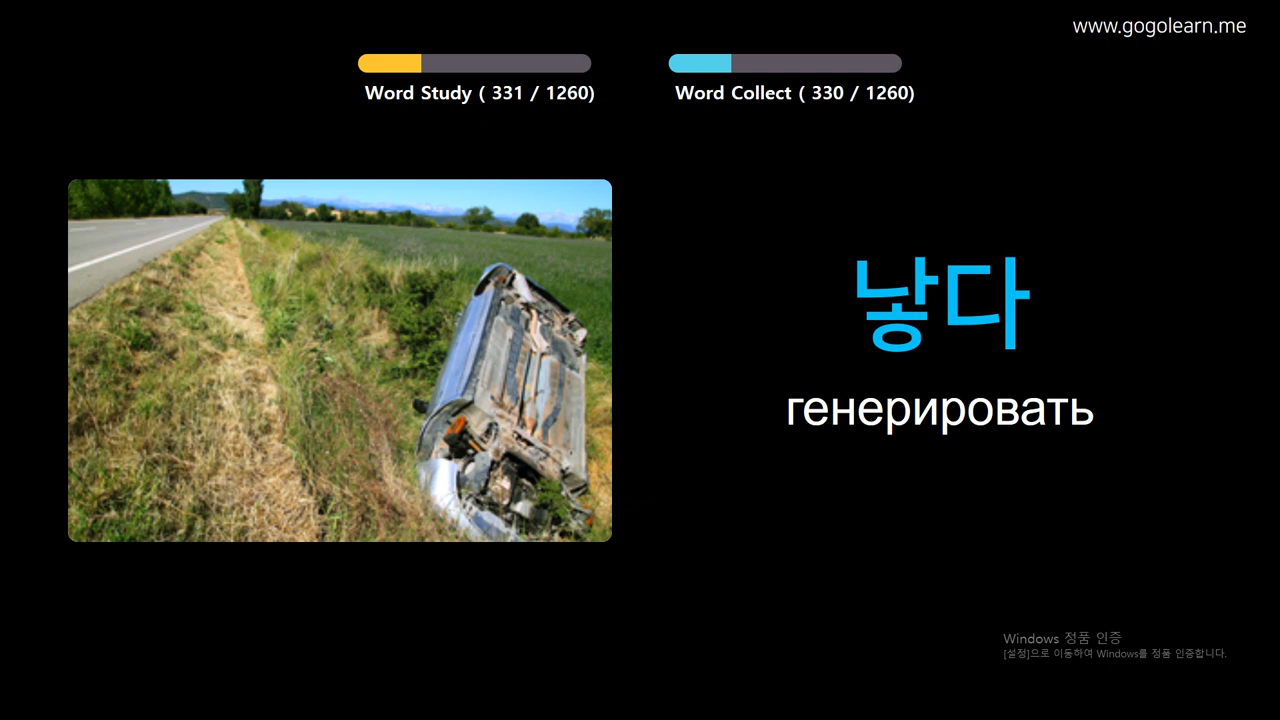 www.gogolearn.me
Word Study ( 331 / 1260)
Word Collect ( 330 / 1260)
낳다
генерировать
Windows 정품 인증
[설정]으로 이동하여 Windows를 정품 인증합니다.